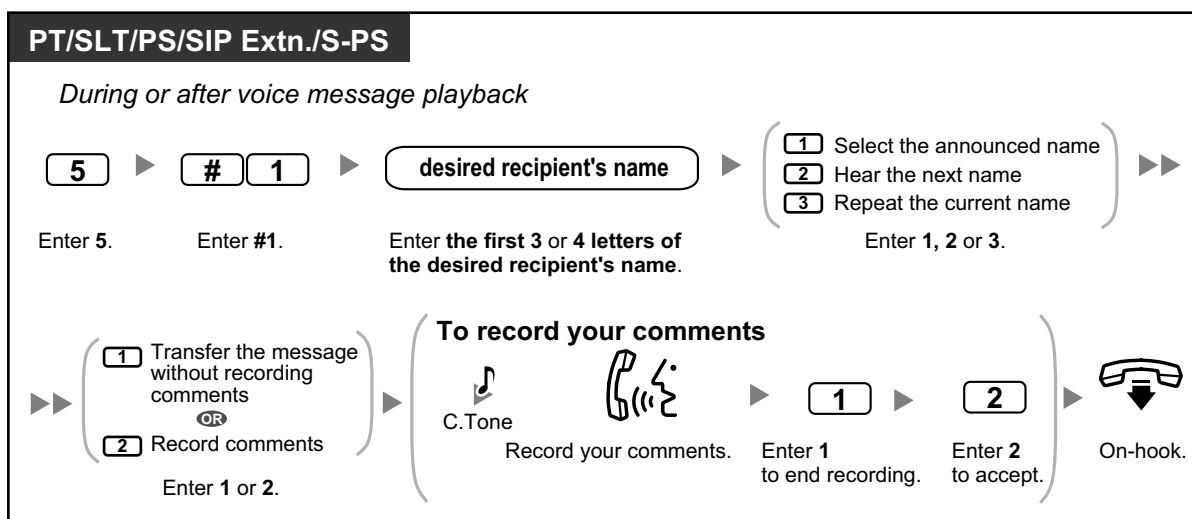 PT/SLT/PS/SIP Extn./S-PS
During or after voice message playback
5
Enter 5.
# 1
Enter #1.
desired recipient's name
Enter the first 3 or 4 letters of
the desired recipient's name.
1 Select the announced name
2 Hear the next name
3 Repeat the current name
Enter 1, 2 or 3.
1 Transfer the message
without recording
comments
OR
2 Record comments
Enter 1 or 2.
To record your comments
C.Tone
Record your comments.
1
Enter 1
to end recording.
2
Enter 2
to accept.
On-hook.